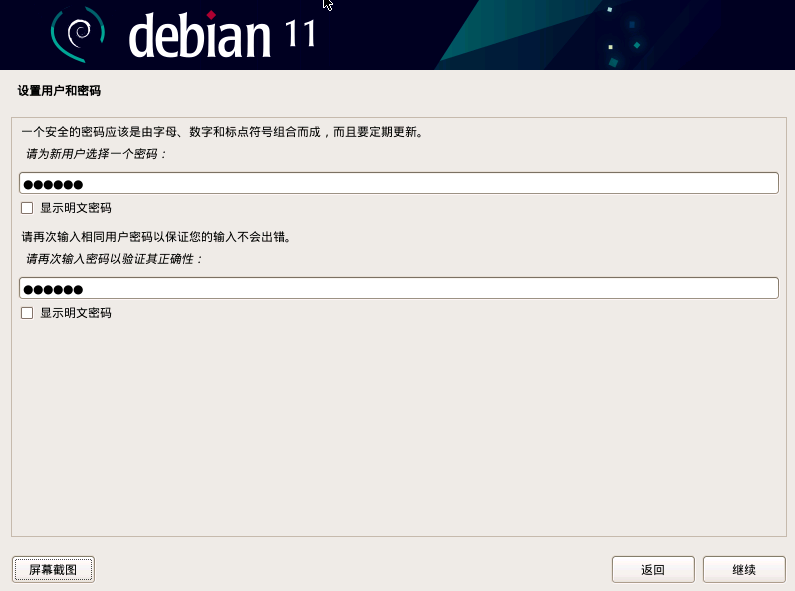 debian 11
设置用户和密码
一个安全的密码应该是由字母、数字和标点符号组合而成，而且要定期更新。
请为新用户选择一个密码：
●●●●●●
显示明文密码
请再次输入相同用户密码以保证您的输入不会出错。
请再次输入密码以验证其正确性：
●●●●●●
显示明文密码
屏幕截图
返回
继续